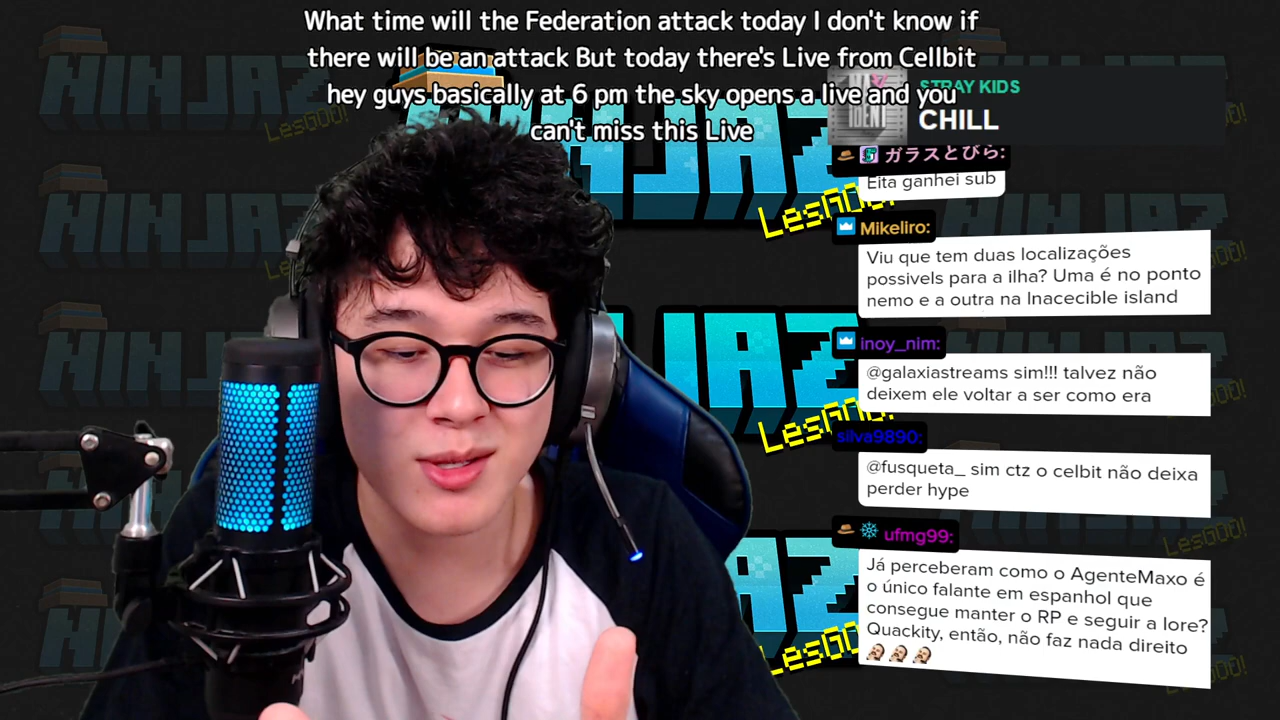 What time will the Federation attack today I don't know if
there will be an attack But today there's Live from Cellbit
hey guys basically at 6 pm the sky opens a live and you
can't miss this Live
STRAY KIDS
CHILL
ガラスとびら:
Eita ganhei sub
Mikeliro:
Viu que tem duas localizações
possivels para a ilha? Uma é no ponto
nemo e a outra na Inacecible island
inoy_nim:
@galaxiastreams sim!!! talvez não
deixem ele voltar a ser como era
silva9890:
@fusqueta_ sim ctz o celbit não deixa
perder hype
ufmg99:
Já perceberam como o AgenteMaxo é
o único falante em espanhol que
consegue manter o RP e seguir a lore?
Quackity, então, não faz nada direito
NINJAZ
LesGOO!